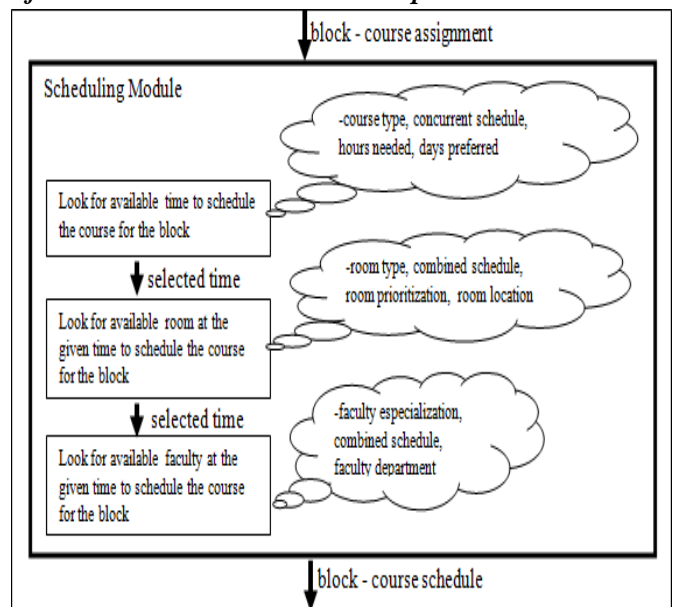 block - course assignment
Scheduling Module
-course type, concurrent schedule,
hours needed, days preferred
Look for available time to schedule
the course for the block
selected time
-room type, combined schedule,
room prioritization, room location
Look for available room at the
given time to schedule the course
for the block
selected time
-faculty especialization,
combined schedule,
faculty department
Look for available faculty at the
given time to schedule the course
for the block
block - course schedule